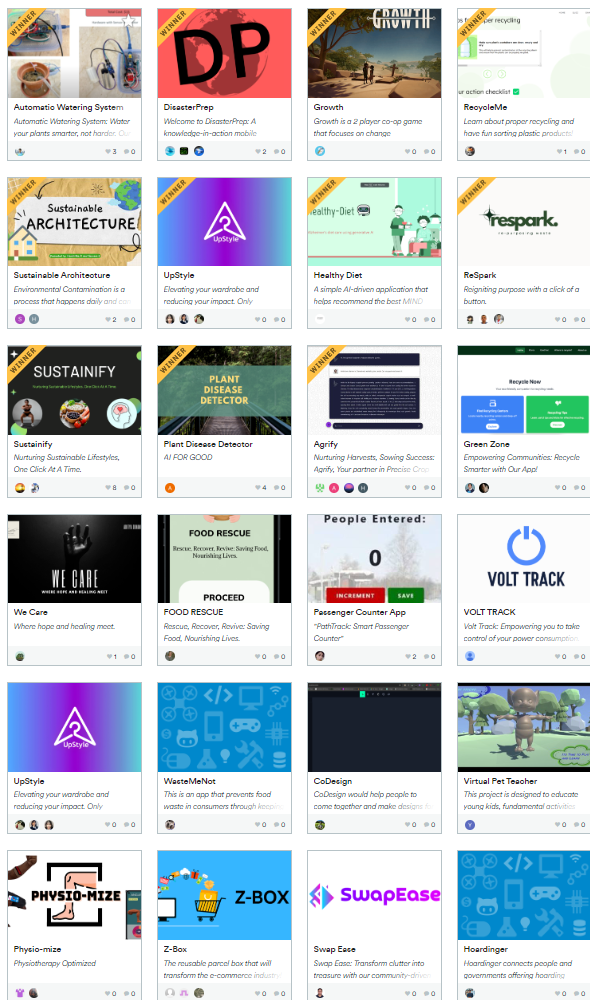 WINNER
Automatic Watering System
Automatic Watering System: Water
your plants smarter, not harder.
3 0
WINNER
DP
DisasterPrep
Welcome to DisasterPrep: A
knowledge-in-action mobile
2 0
WINNER
GROWTH
Growth
Growth is a 2 player co-op game
that focuses on change
0 0
WINNER
for proper recycling
our action checklist
RecycleMe
Learn about proper recycling and
have fun sorting plastic products!
1 0
WINNER
Sustainable
ARCHITECTURE
Sustainable Architecture
Environmental Contamination is a
process that happens daily and can
2 0
WINNER
UpStyle
UpStyle
Elevating your wardrobe and
reducing your impact. Only
0 0
WINNER
Healthy-Diet
Healthy Diet
A simple AI-driven application that
helps recommend the best MIND
0 0
WINNER
respark.
ReSpark
Reigniting purpose with a click of a
button.
0 0
WINNER
SUSTAINIFY
Nurturing Sustainable Lifestyles, One Click At A Time.
Sustainify
Nurturing Sustainable Lifestyles,
One Click At A Time.
8 0
WINNER
PLANT
DISEASE
DETECTOR
Plant Disease Detector
AI FOR GOOD
4 0
WINNER
Agrify
Nurturing Harvests, Sowing Success:
Agrify, Your partner in Precise Crop
0 0
Recycle Now
Green Zone
Empowering Communities: Recycle
Smarter with Our App!
0 0
WE CARE
WHERE HOPE AND HEALING MEET
We Care
Where hope and healing meet.
1 0
FOOD RESCUE
Rescue, Recover, Revive: Saving Food,
Nourishing Lives.
PROCEED
FOOD RESCUE
Rescue, Recover, Revive: Saving
Food, Nourishing Lives.
0 0
People Entered:
0
INCREMENT SAVE
Passenger Counter App
"PathTrack: Smart Passenger
Counter"
2 0
VOLT TRACK
VOLT TRACK
Volt Track: Empowering you to take
control of your power consumption
0 0
UpStyle
UpStyle
Elevating your wardrobe and
reducing your impact. Only
0 0
WasteMeNot
This is an app that prevents food
waste in consumers through keeping
0 0
CoDesign
CoDesign would help people to
come together and make designs for
0 0
Virtual Pet Teacher
This project is designed to educate
young kids, fundamental activities
0 0
PHYSIO-MIZE
Physio-mize
Physiotherapy Optimized
0 0
Z-BOX
Z-Box
The reusable parcel box that will
transform the e-commerce industry
0 0
SwapEase
Swap Ease
Swap Ease: Transform clutter into
treasure with our community-driven
0 0
Hoardinger
Hoardinger connects people and
governments offering hoarding
0 0